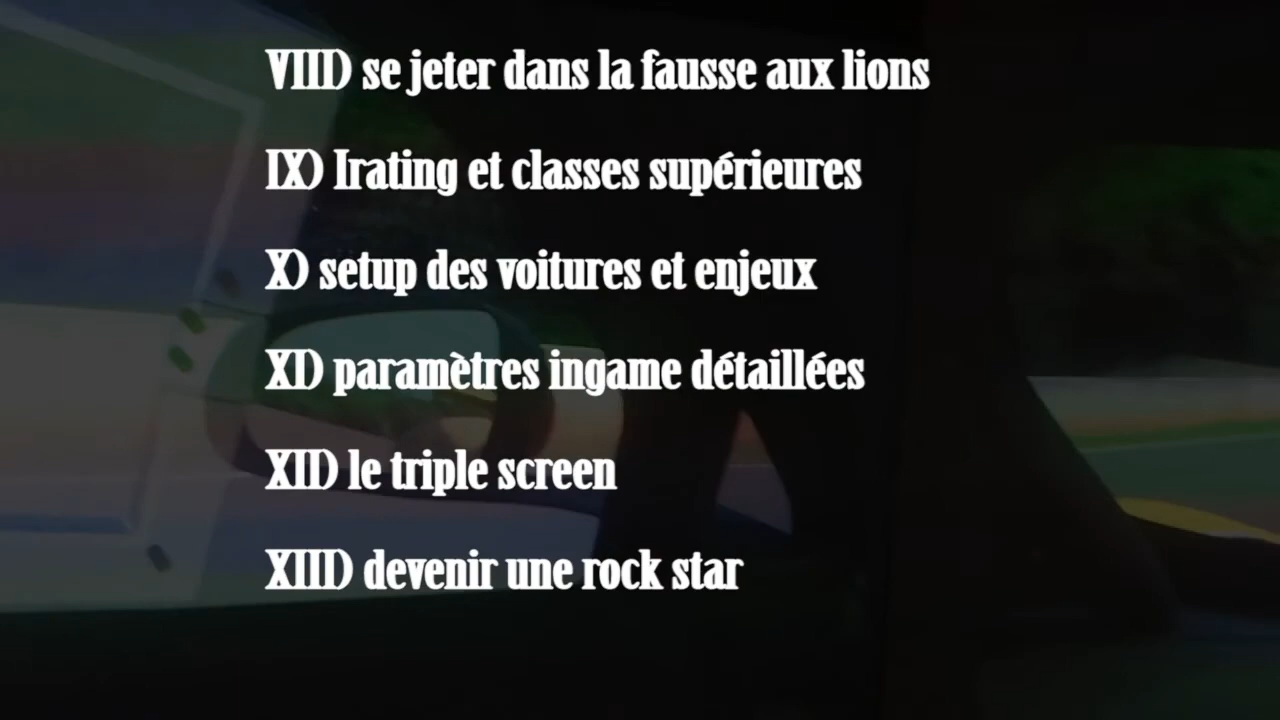 VIII) se jeter dans la fausse aux lions
IX) Irating et classes supérieures
X) setup des voitures et enjeux
XI) paramètres ingame détaillées
XII) le triple screen
XIII) devenir une rock star